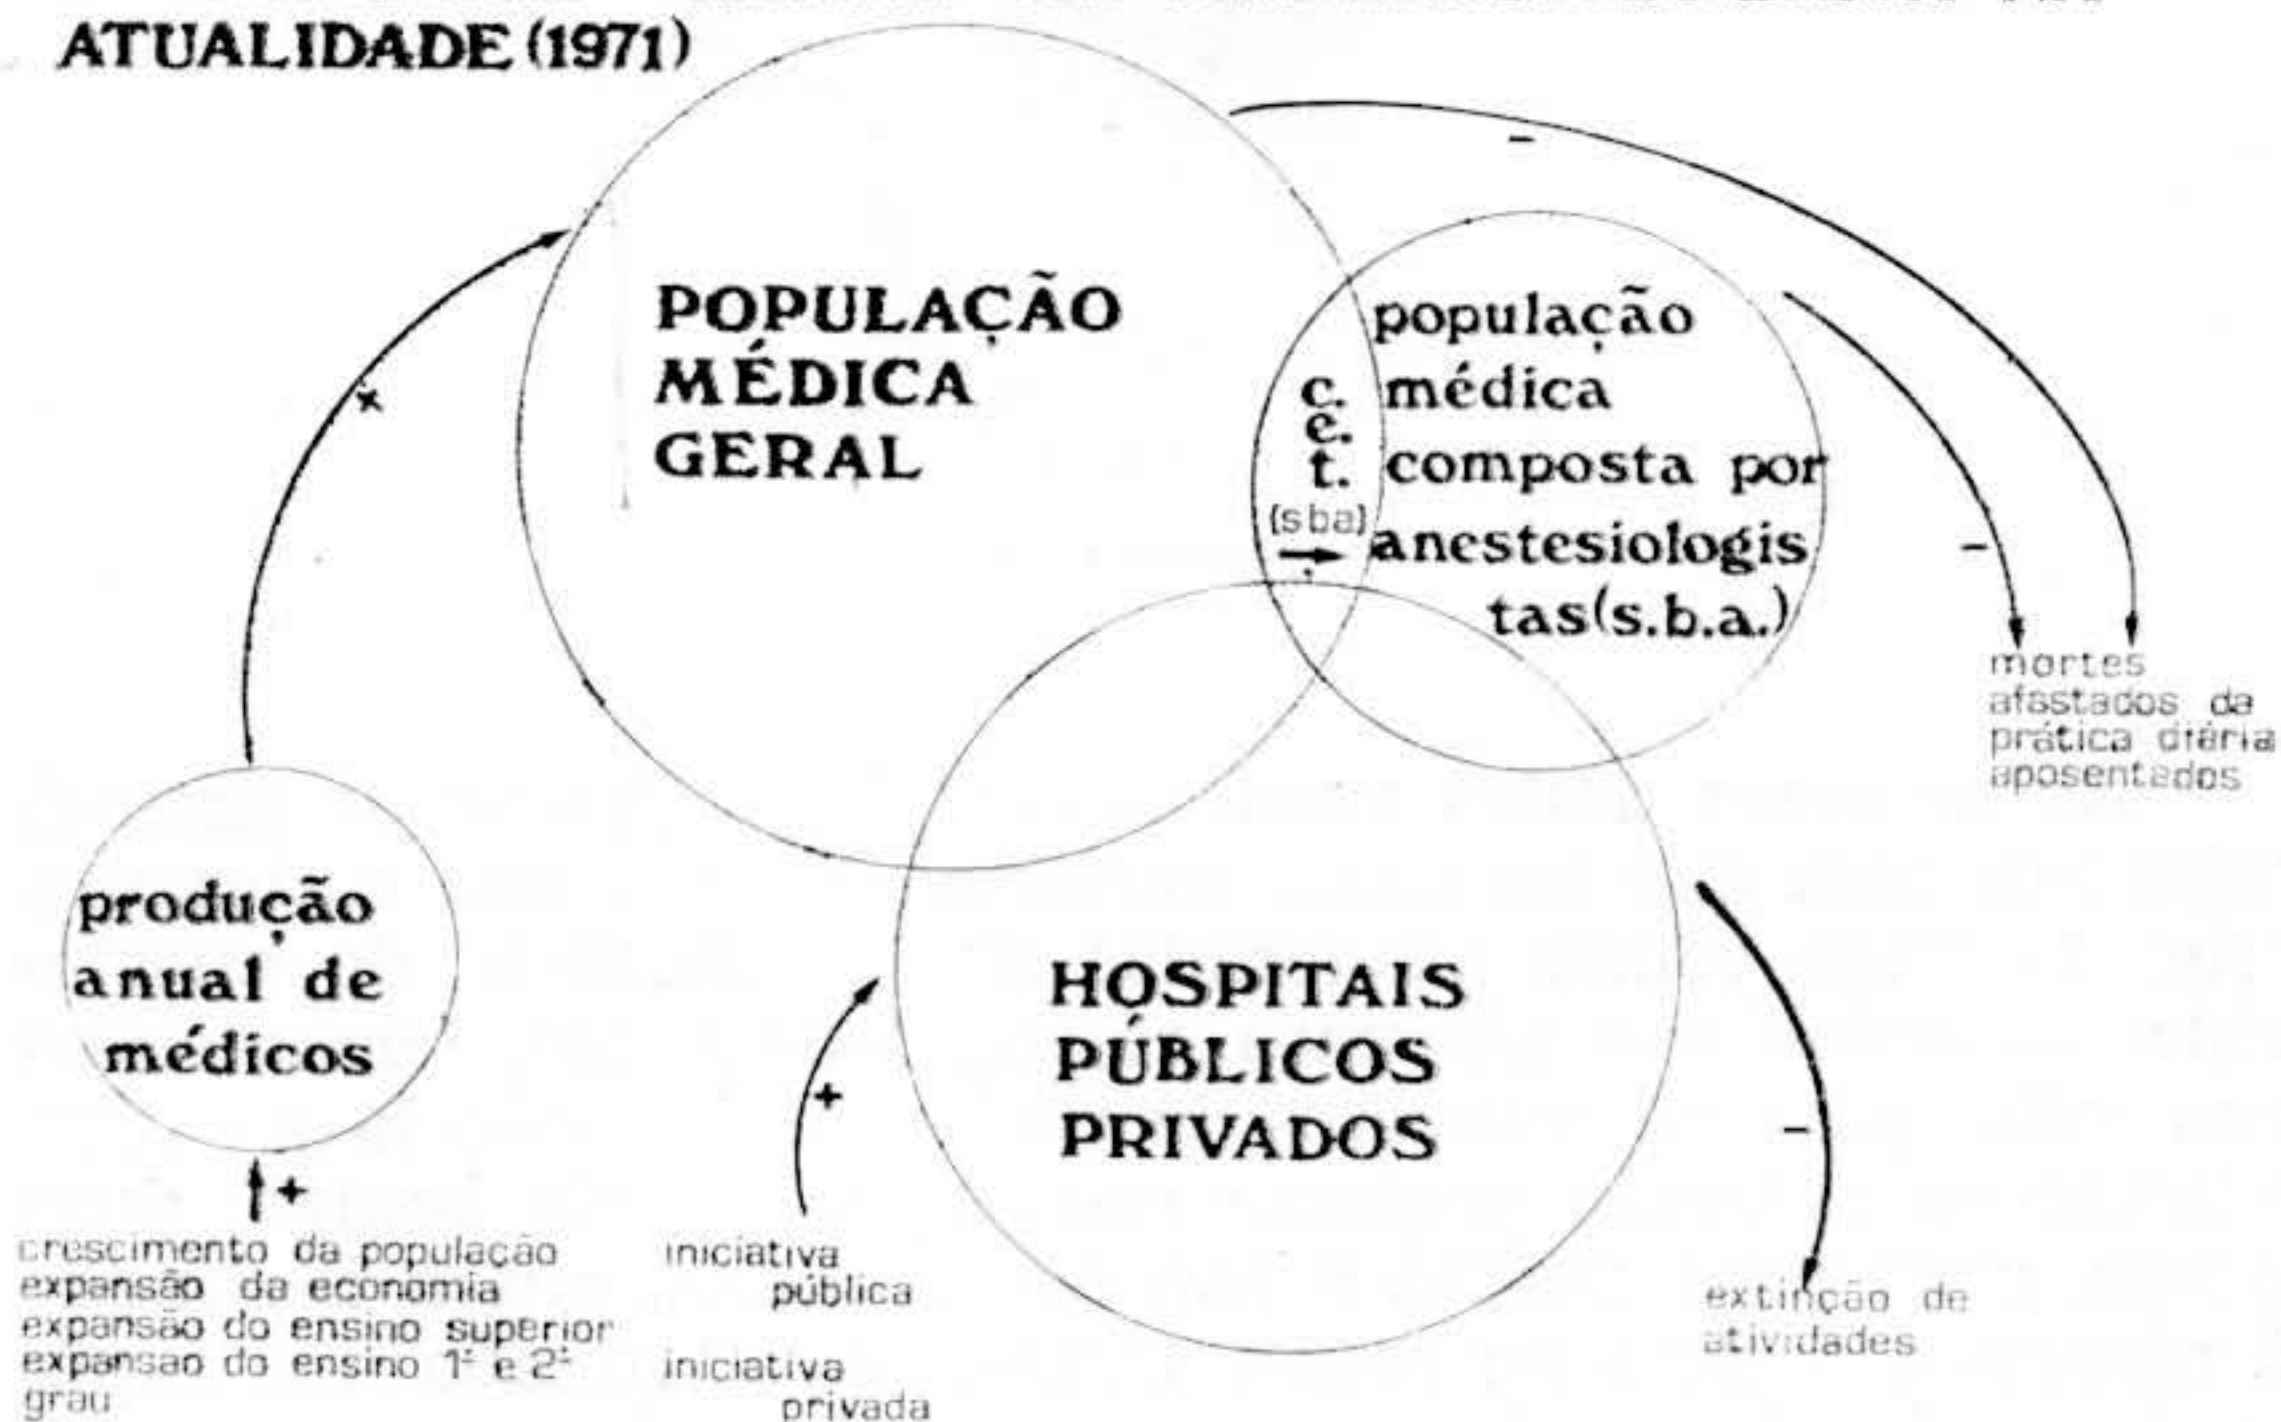 ATUALIDADE (1971)
POPULAÇÃO
MÉDICA
GERAL
c.
e.
t.
(sba)
população
médica
composta por
anestesiologis
tas(s.b.a.)
mortes
afastados da
prática diária
aposentados
produção
anual de
médicos
HOSPITAIS
PÚBLICOS
PRIVADOS
+
-
-
+
+
-
crescimento da população
expansão da economia
expansão do ensino superior
expansao do ensino 1º e 2º
grau
iniciativa
pública
iniciativa
privada
extinção de
atividades